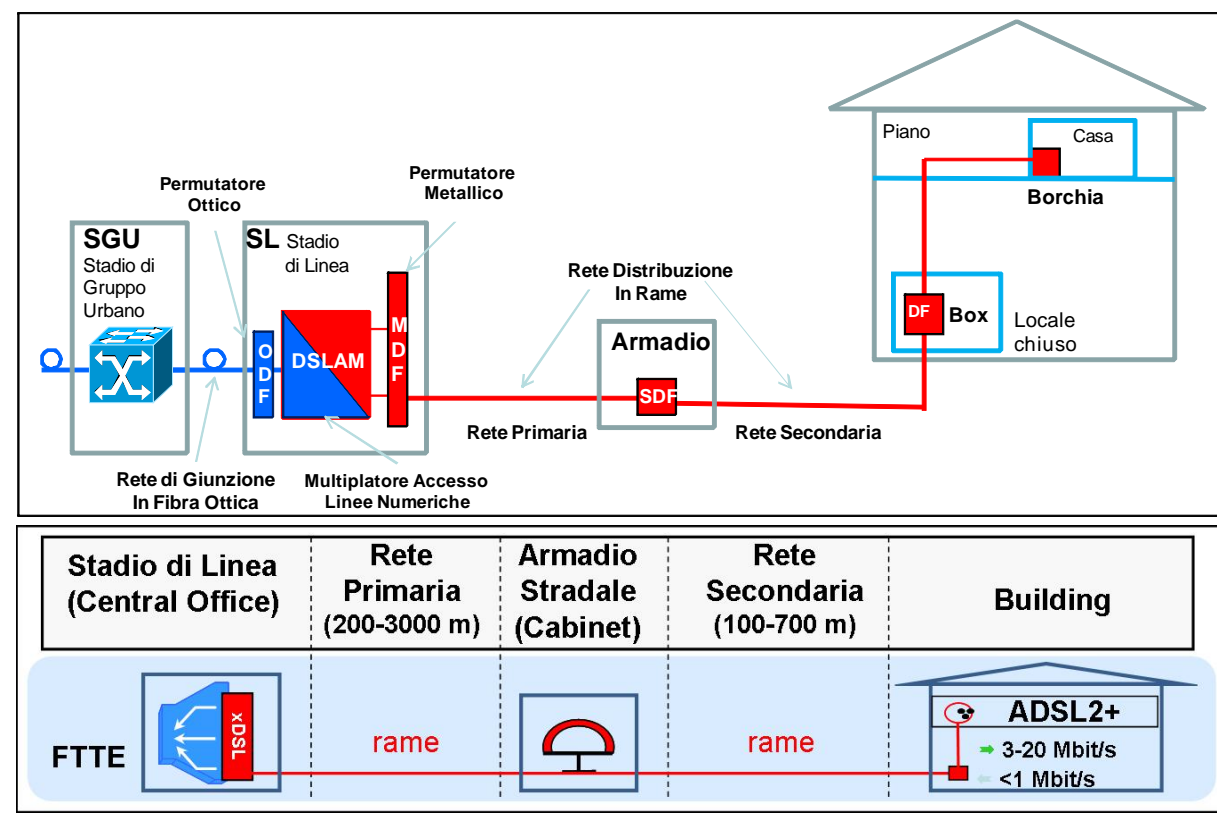 Piano
Casa
Borchia
Permutatore
Ottico
Permutatore
Metallico
SGU
Stadio di
Gruppo
Urbano
SL Stadio
di Linea
ODF
DSLAM
MDF
Rete Distribuzione
In Rame
Armadio
SDF
DF
Box
Locale
chiuso
Rete Primaria
Rete Secondaria
Rete di Giunzione
In Fibra Ottica
Multiplatore Accesso
Linee Numeriche
Stadio di Linea
(Central Office)
Rete
Primaria
(200-3000 m)
Armadio
Stradale
(Cabinet)
Rete
Secondaria
(100-700 m)
Building
FTTE
xDSL
rame
rame
ADSL2+
3-20 Mbit/s
<1 Mbit/s